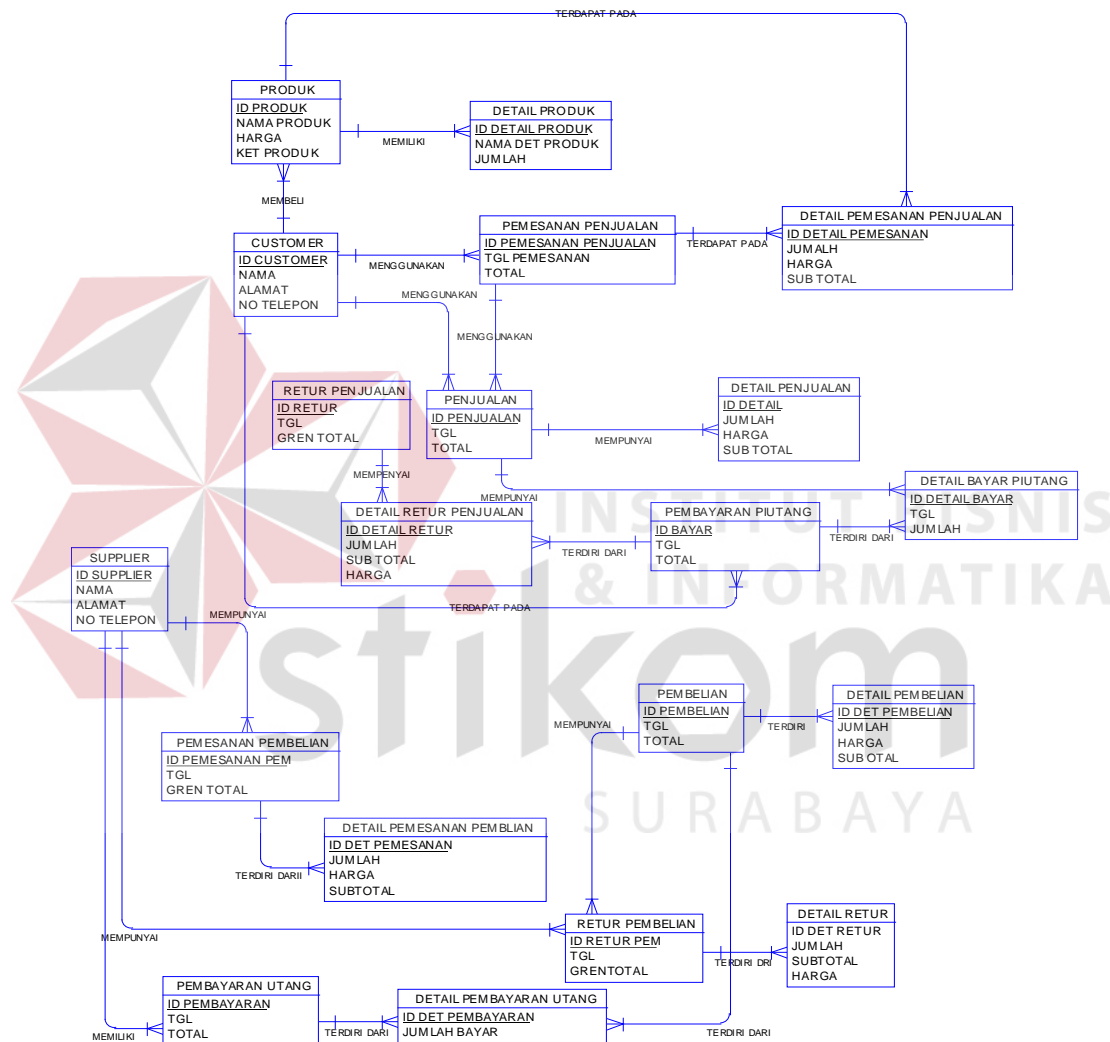 TERDAPAT PADA
PRODUK
ID PRODUK
NAMA PRODUK
HARGA
KET PRODUK
MEMILIKI
DETAIL PRODUK
ID DETAIL PRODUK
NAMA DET PRODUK
JUMLAH
MEMBELI
CUSTOMER
ID CUSTOMER
NAMA
ALAMAT
NO TELEPON
MENGGUNAKAN
PEMESANAN PENJUALAN
ID PEMESANAN PENJUALAN
TGL PEMESANAN
TOTAL
TERDAPAT PADA
DETAIL PEMESANAN PENJUALAN
ID DETAIL PEMESANAN
JUMALH
HARGA
SUB TOTAL
MENGGUNAKAN
MENGGUNAKAN
RETUR PENJUALAN
ID RETUR
TGL
GREN TOTAL
PENJUALAN
ID PENJUALAN
TGL
TOTAL
MEMPUNYAI
DETAIL PENJUALAN
ID DETAIL
JUMLAH
HARGA
SUB TOTAL
MEMPENYAI
MEMPUNYAI
DETAIL BAYAR PIUTANG
ID DETAIL BAYAR
TGL
JUMLAH
DETAIL RETUR PENJUALAN
ID DETAIL RETUR
JUMLAH
SUB TOTAL
HARGA
TERDIRI DARI
PEMBAYARAN PIUTANG
ID BAYAR
TGL
TOTAL
TERDIRI DARI
TERDAPAT PADA
INSTITUT BISNIS
& INFORMATIKA
stikom
SURABAYA
SUPPLIER
ID SUPPLIER
NAMA
ALAMAT
NO TELEPON
MEMPUNYAI
PEMESANAN PEMBELIAN
ID PEMESANAN PEM
TGL
GREN TOTAL
TERDIRI DARII
DETAIL PEMESANAN PEMBLIAN
ID DET PEMESANAN
JUMLAH
HARGA
SUBTOTAL
MEMPUNYAI
PEMBELIAN
ID PEMBELIAN
TGL
TOTAL
TERDIRI
DETAIL PEMBELIAN
ID DET PEMBELIAN
JUMLAH
HARGA
SUB OTAL
MEMPUNYAI
RETUR PEMBELIAN
ID RETUR PEM
TGL
GRENTOTAL
TERDIRI DRI
DETAIL RETUR
ID DET RETUR
JUMLAH
SUBTOTAL
HARGA
MEMILIKI
PEMBAYARAN UTANG
ID PEMBAYARAN
TGL
TOTAL
TERDIRI DARI
DETAIL PEMBAYARAN UTANG
ID DET PEMBAYARAN
JUMLAH BAYAR
TERDIRI DARI